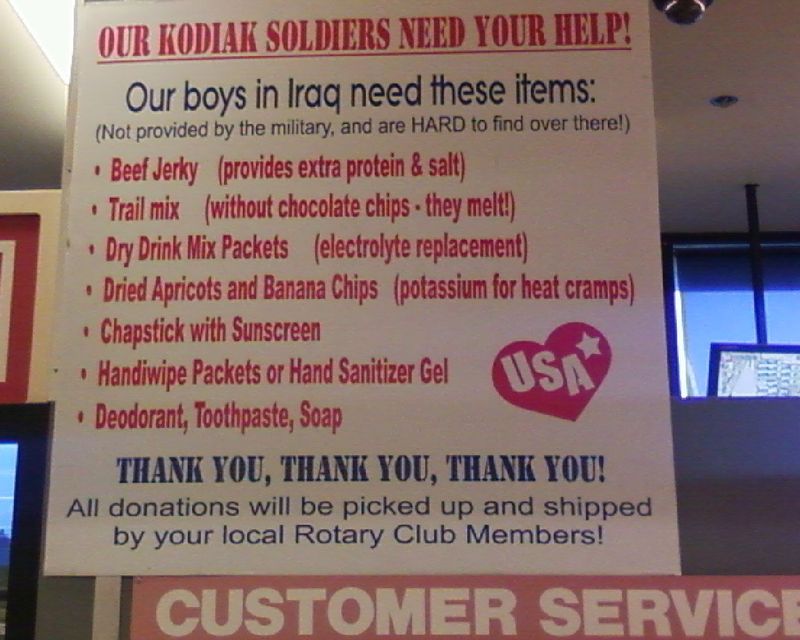 OUR KODIAK SOLDIERS NEED YOUR HELP!
Our boys in Iraq need these items:
(Not provided by the military, and are HARD to find over there!)
• Beef Jerky (provides extra protein & salt)
• Trail mix (without chocolate chips - they melt!)
• Dry Drink Mix Packets (electrolyte replacement)
• Dried Apricots and Banana Chips (potassium for heat cramps)
• Chapstick with Sunscreen
• Handiwipe Packets or Hand Sanitizer Gel
• Deodorant, Toothpaste, Soap
USA
THANK YOU, THANK YOU, THANK YOU!
All donations will be picked up and shipped
by your local Rotary Club Members!
CUSTOMER SERVICE